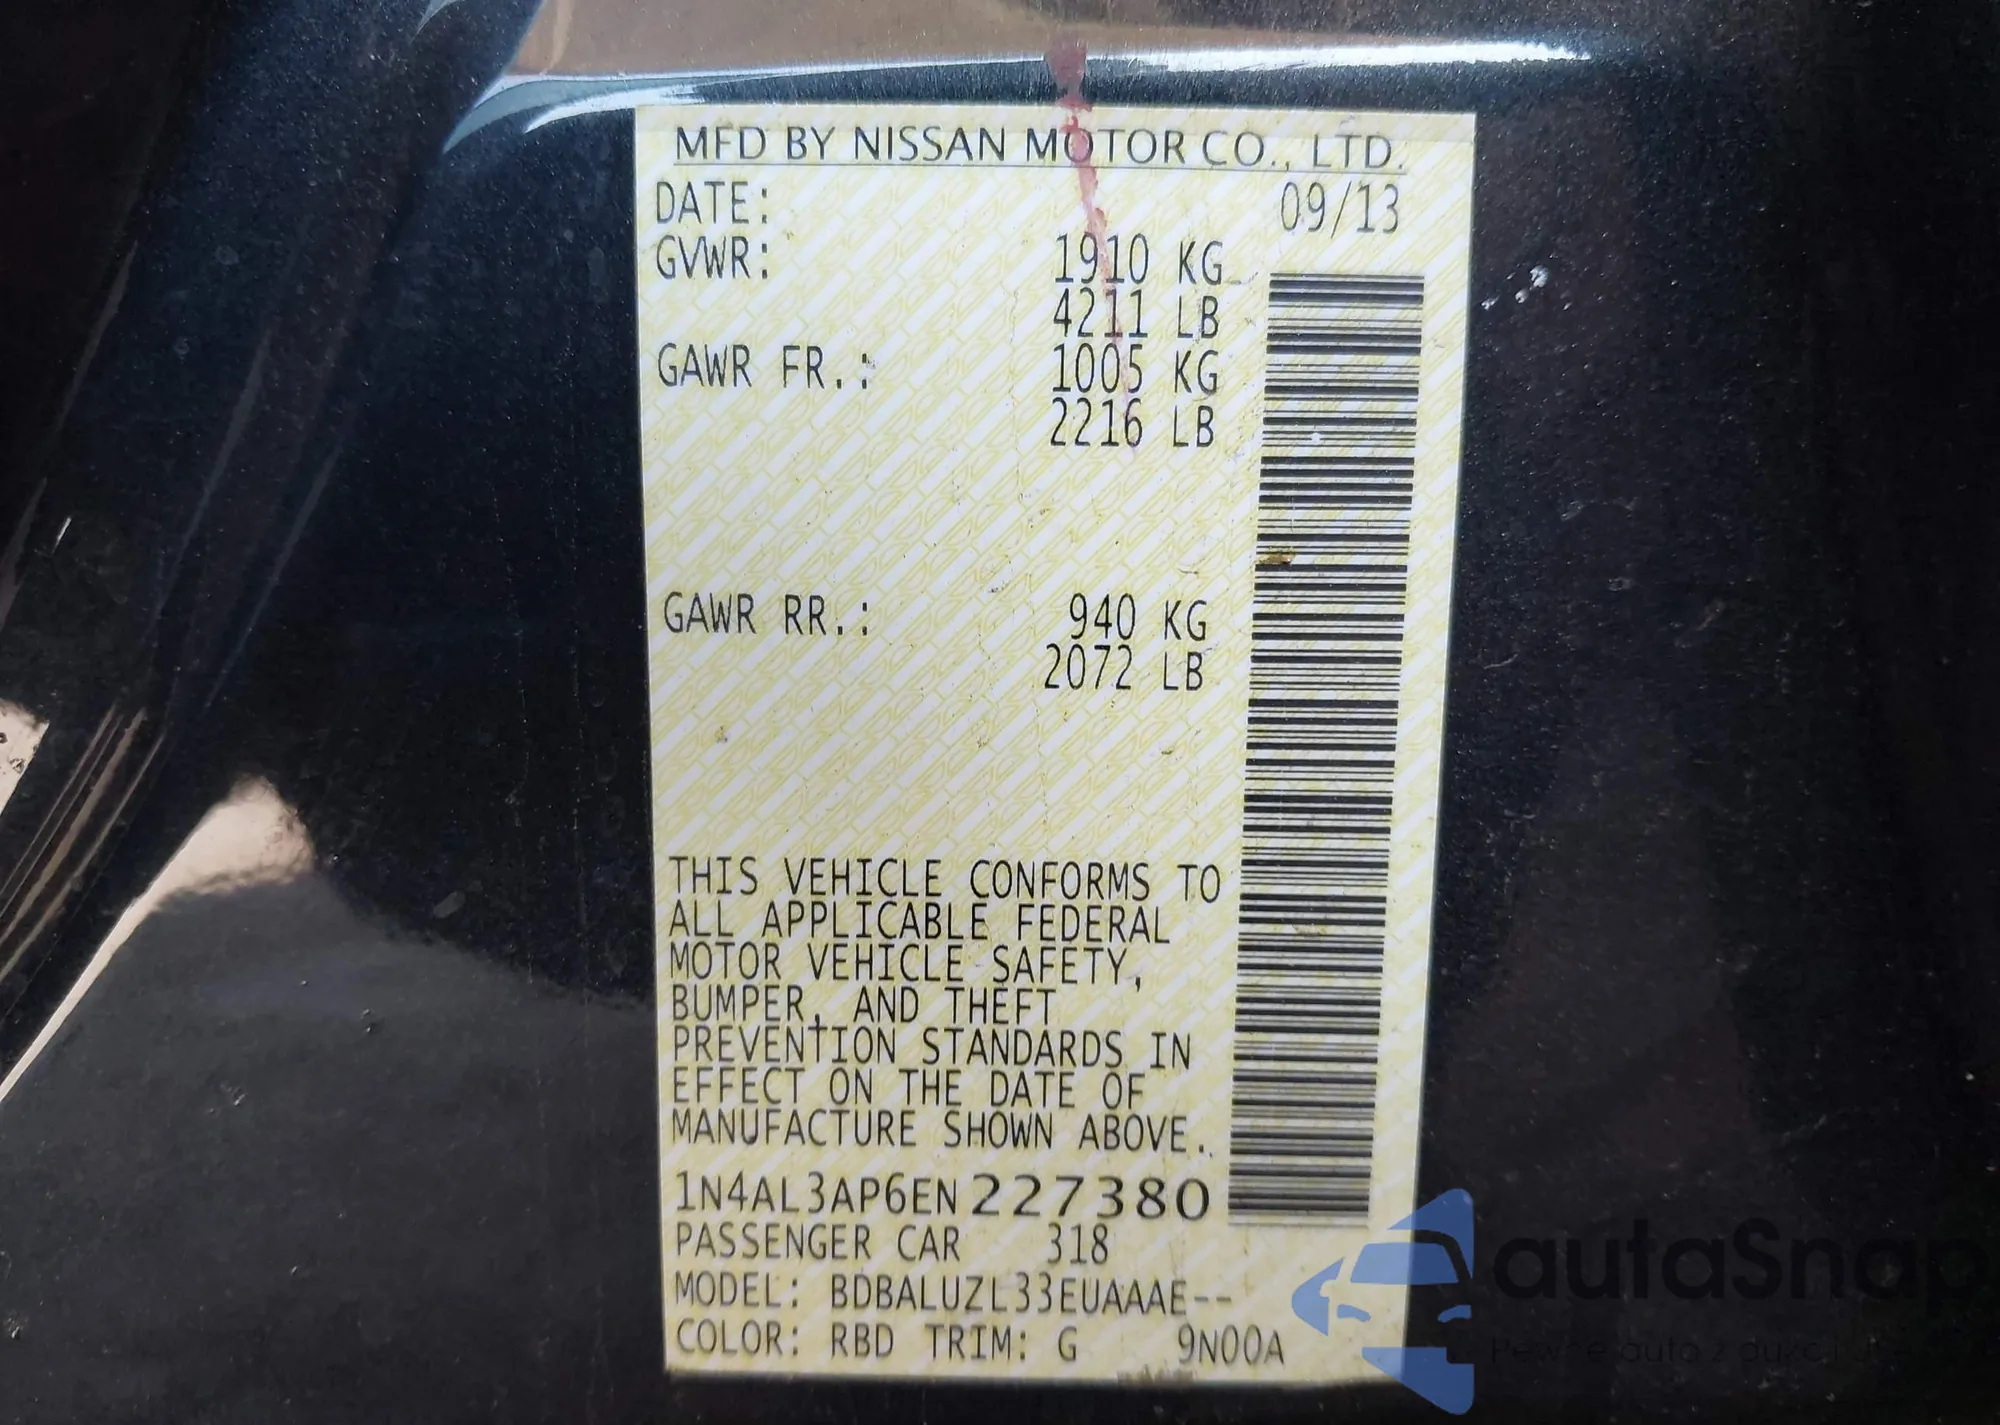 MFD BY NISSAN MOTOR CO., LTD.
DATE: 09/13
GVWR: 1910 KG
4211 LB
GAWR FR.: 1005 KG
2216 LB
GAWR RR.: 940 KG
2072 LB
THIS VEHICLE CONFORMS TO
ALL APPLICABLE FEDERAL
MOTOR VEHICLE SAFETY,
BUMPER, AND THEFT
PREVENTION STANDARDS IN
EFFECT ON THE DATE OF
MANUFACTURE SHOWN ABOVE.
1N4AL3AP6EN227380
PASSENGER CAR 318
MODEL: BDBALUZL33EUAAAE--
COLOR: RBD TRIM: G 9N00A
autaSnap
Pewne auto z